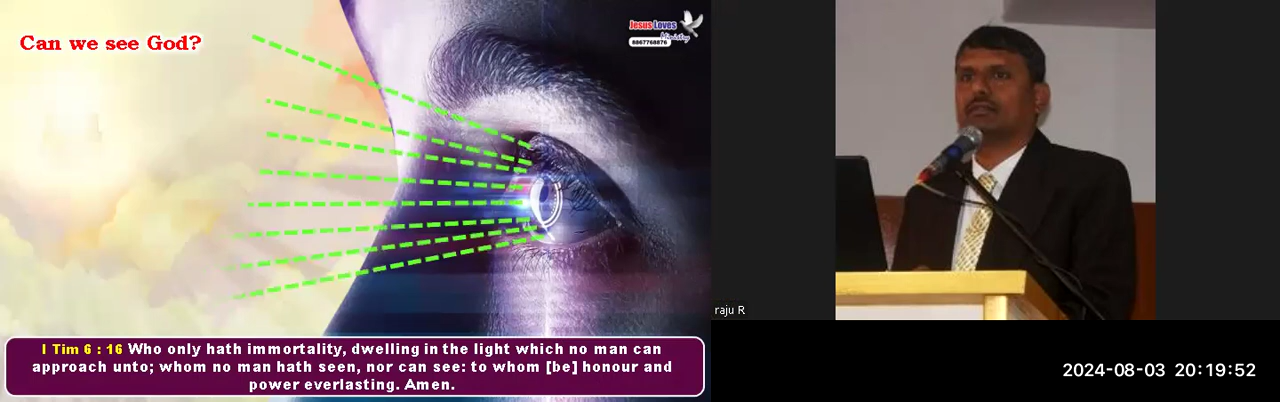 Can we see God?
Jesus Loves
Ministry
8867768876
I Tim 6 : 16 Who only hath immortality, dwelling in the light which no man can
approach unto; whom no man hath seen, nor can see: to whom [be] honour and
power everlasting. Amen.
raju R
2024-08-03 20:19:52